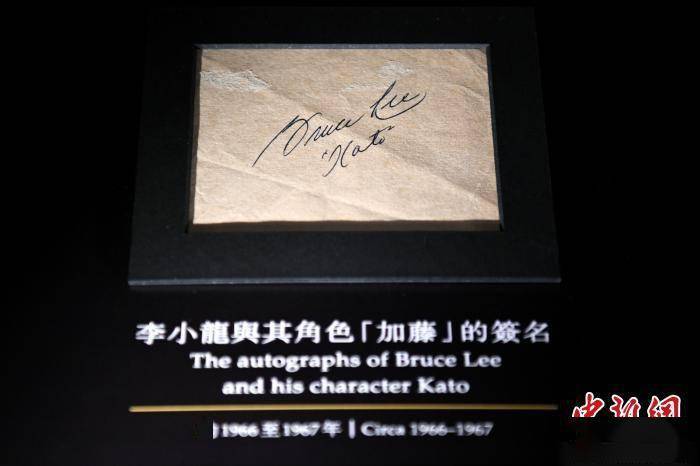 Bruce Lee
"Kato"
李小龍與其角色「加藤」的簽名
The autographs of Bruce Lee
and his character Kato
1966至1967年 | Circa 1966–1967
中新網